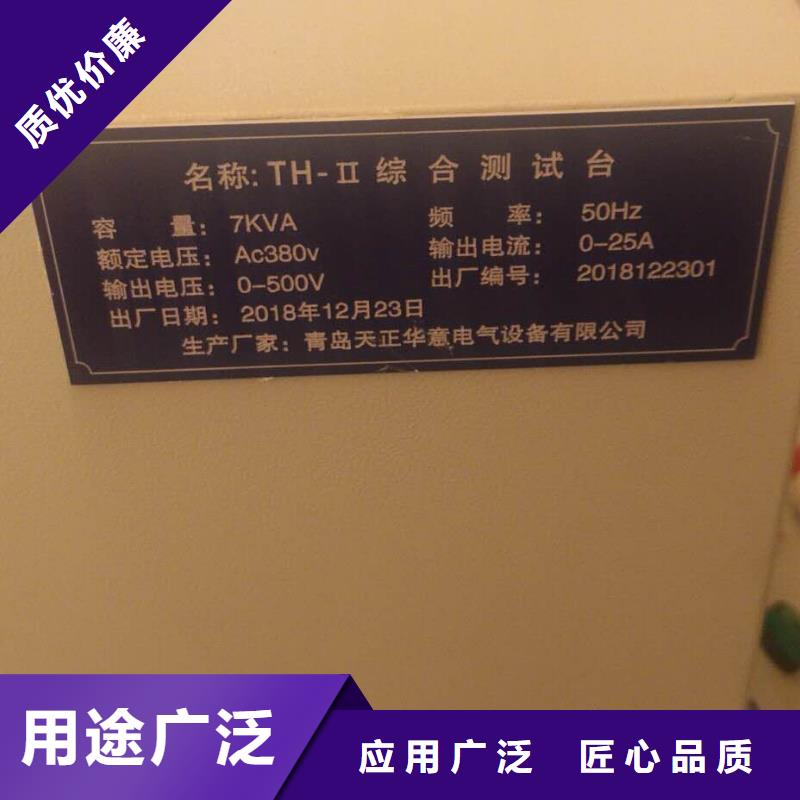 质优价廉
名称: TH-Ⅱ 综合测试台
容 量: 7KVA 频 率: 50Hz
额定电压: Ac380v 输出电流: 0-25A
输出电压: 0-500V 出厂编号: 2018122301
出厂日期: 2018年12月23日
生产厂家: 青岛天正华意电气设备有限公司
用途广泛
应用广泛 匠心品质